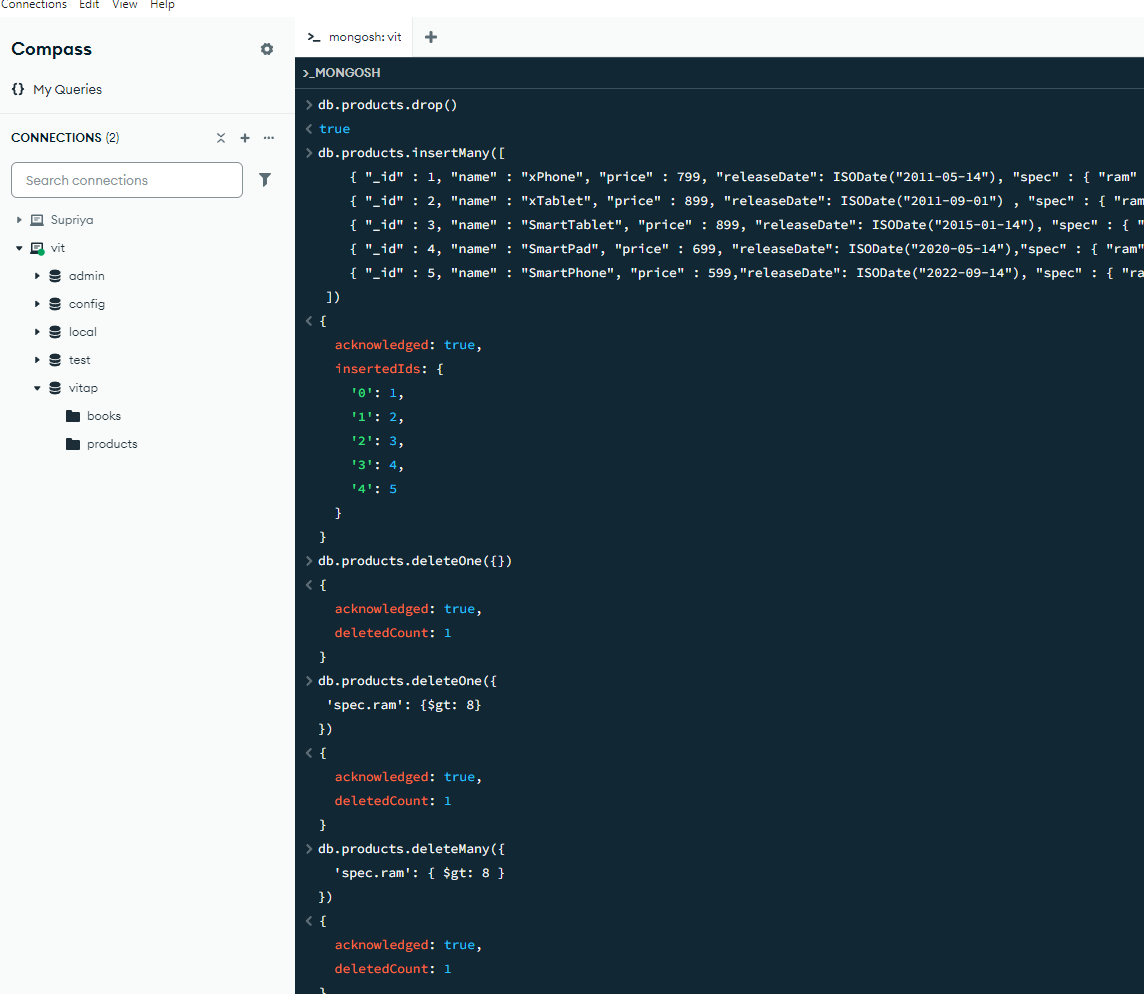 Connections Edit View Help
Compass
{} My Queries
CONNECTIONS (2)
Search connections
Supriya
vit
admin
config
local
test
vitap
books
products
>_ mongosh: vit +
>_MONGOSH
> db.products.drop()
< true
> db.products.insertMany([
{ "_id" : 1, "name" : "xPhone", "price" : 799, "releaseDate": ISODate("2011-05-14"), "spec" : { "ram"
{ "_id" : 2, "name" : "xTablet", "price" : 899, "releaseDate": ISODate("2011-09-01") , "spec" : { "ram
{ "_id" : 3, "name" : "SmartTablet", "price" : 899, "releaseDate": ISODate("2015-01-14"), "spec" : { "
{ "_id" : 4, "name" : "SmartPad", "price" : 699, "releaseDate": ISODate("2020-05-14"),"spec" : { "ram"
{ "_id" : 5, "name" : "SmartPhone", "price" : 599,"releaseDate": ISODate("2022-09-14"), "spec" : { "ra
])
< {
acknowledged: true,
insertedIds: {
'0': 1,
'1': 2,
'2': 3,
'3': 4,
'4': 5
}
}
> db.products.deleteOne({})
< {
acknowledged: true,
deletedCount: 1
}
> db.products.deleteOne({
'spec.ram': {$gt: 8}
})
< {
acknowledged: true,
deletedCount: 1
}
> db.products.deleteMany({
'spec.ram': { $gt: 8 }
})
< {
acknowledged: true,
deletedCount: 1
}